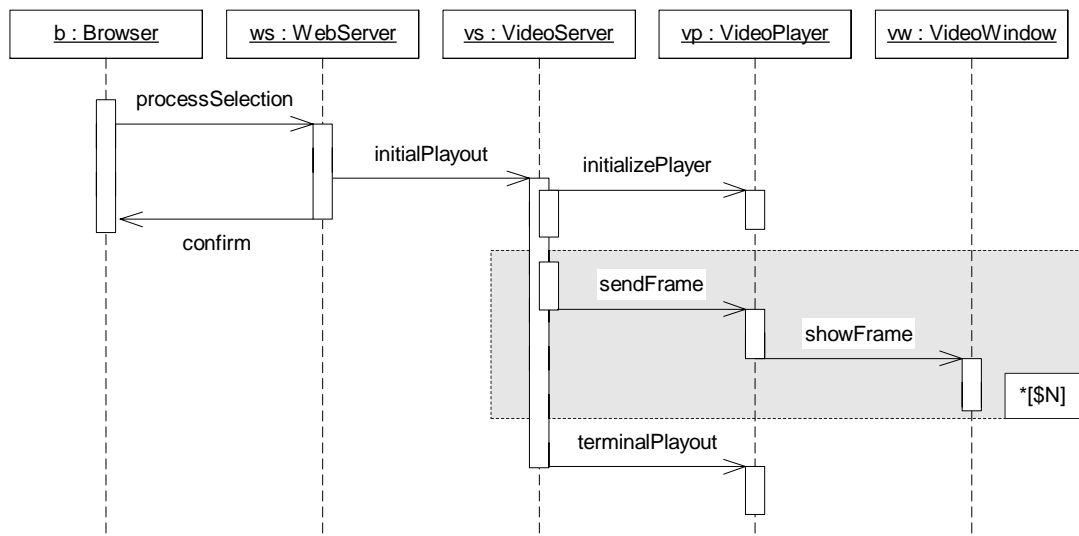 b : Browser
ws : WebServer
vs : VideoServer
vp : VideoPlayer
vw : VideoWindow
processSelection
initialPlayout
initializePlayer
confirm
sendFrame
showFrame
*[$N]
terminalPlayout